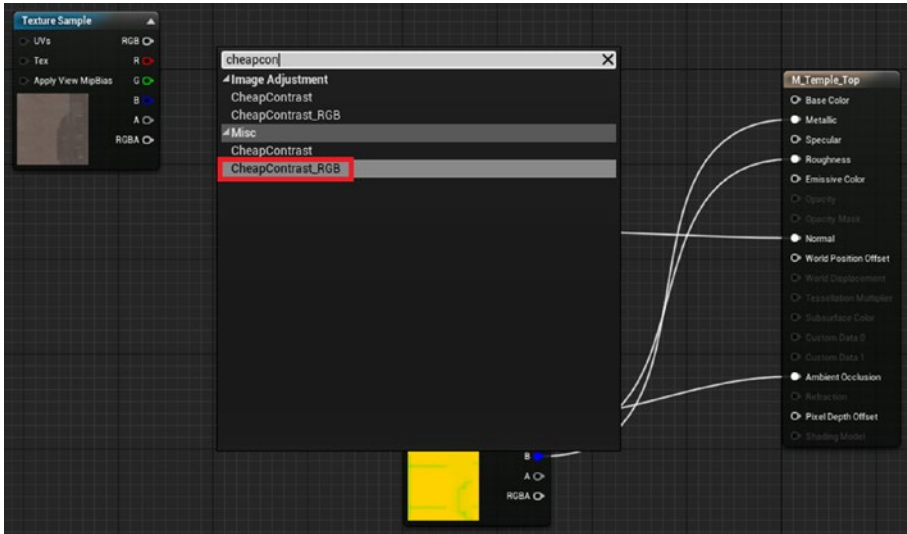 Texture Sample
UVs
RGB
Tex
R
Apply View MipBias
G
B
A
RGBA
cheapcon
Image Adjustment
CheapContrast
CheapContrast_RGB
Misc
CheapContrast
CheapContrast_RGB
B
A
RGBA
M_Temple_Top
Base Color
Metallic
Specular
Roughness
Emissive Color
Opacity
Opacity Mask
Normal
World Position Offset
World Displacement
Tessellation Multiplier
Subsurface Color
Custom Data 0
Custom Data 1
Ambient Occlusion
Refraction
Pixel Depth Offset
Shading Model